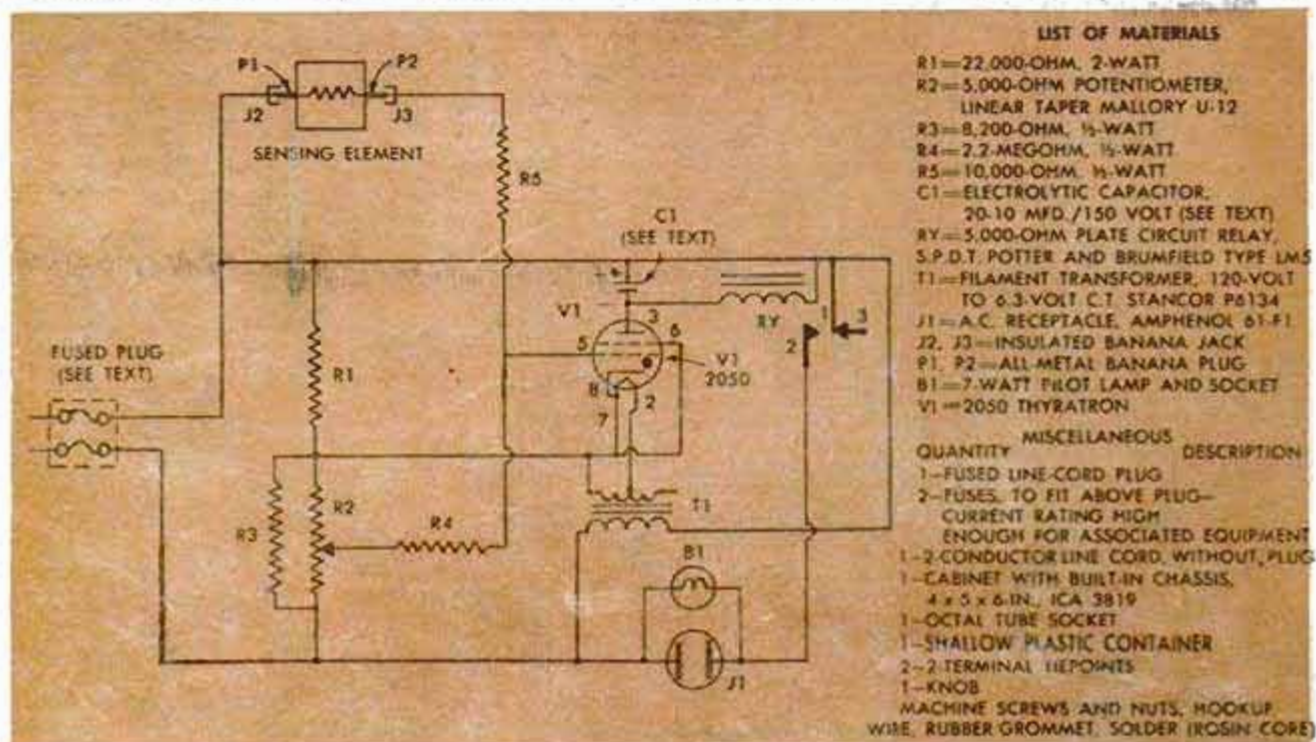 P1
P2
J2
J3
SENSING ELEMENT
R5
C1
(SEE TEXT)
+
V1
3
5
6
RY
1
3
2
V1
2050
8
2
7
FUSED PLUG
(SEE TEXT)
R1
R3
R2
R4
T1
B1
J1
LIST OF MATERIALS
R1=22,000-OHM, 2-WATT
R2=5,000-OHM POTENTIOMETER,
LINEAR TAPER MALLORY U-12
R3=8,200-OHM, ½-WATT
R4=2.2-MEGOHM, ½-WATT
R5=10,000-OHM, ½-WATT
C1=ELECTROLYTIC CAPACITOR,
20-10 MFD./150 VOLT (SEE TEXT)
RY=5,000-OHM PLATE CIRCUIT RELAY,
S.P.D.T. POTTER AND BRUMFIELD TYPE LM5
T1=FILAMENT TRANSFORMER, 120-VOLT
TO 6.3-VOLT C.T. STANCOR P6134
J1=A.C. RECEPTACLE, AMPHENOL 61-F1
J2, J3=INSULATED BANANA JACK
P1, P2=ALL-METAL BANANA PLUG
B1=7-WATT PILOT LAMP AND SOCKET
V1=2050 THYRATRON
MISCELLANEOUS
QUANTITY DESCRIPTION
1-FUSED LINE-CORD PLUG
2-FUSES, TO FIT ABOVE PLUG-
CURRENT RATING HIGH
ENOUGH FOR ASSOCIATED EQUIPMENT
1-2-CONDUCTOR LINE CORD, WITHOUT PLUG
1-CABINET WITH BUILT-IN CHASSIS,
4 x 5 x 6-IN., ICA 3819
1-OCTAL TUBE SOCKET
1-SHALLOW PLASTIC CONTAINER
2-2-TERMINAL TIEPOINTS
1-KNOB
MACHINE SCREWS AND NUTS, HOOKUP
WIRE, RUBBER GROMMET, SOLDER (ROSIN CORE)